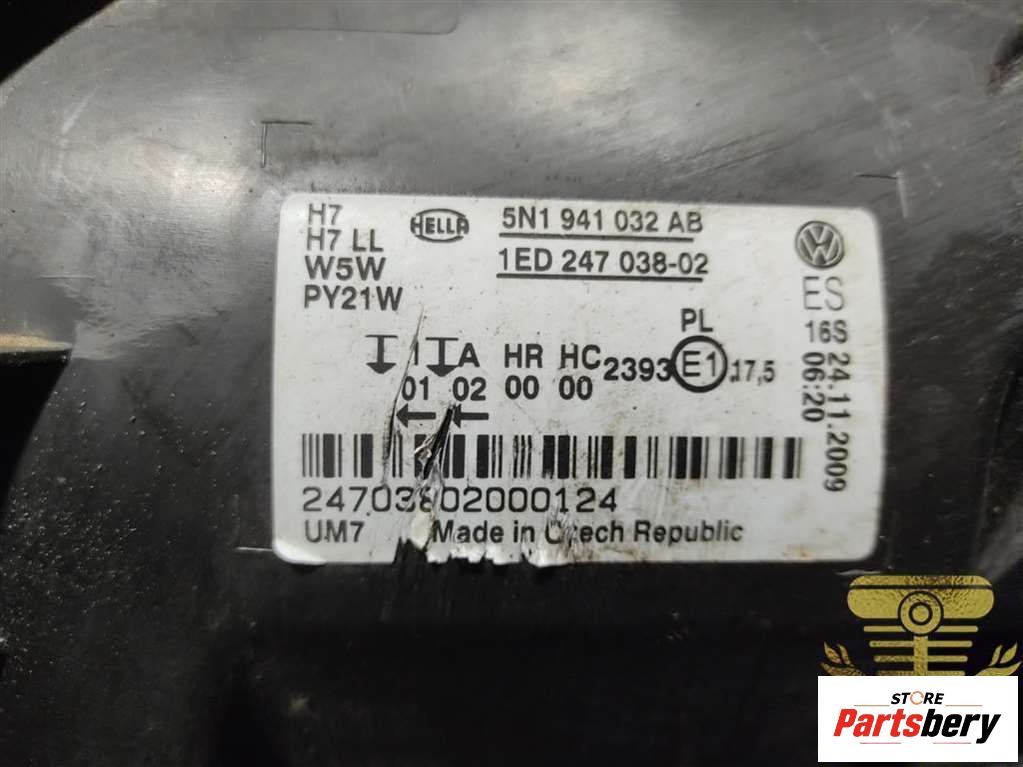 H7
H7 LL
W5W
PY21W
HELLA
5N1 941 032 AB
1ED 247 038-02
ES
16S 24.11.2009
06:20
PL
A HR HC 2393 E1 .17,5
01 02 00 00
24703802000124
UM7 Made in Czech Republic
STORE
Partsbery